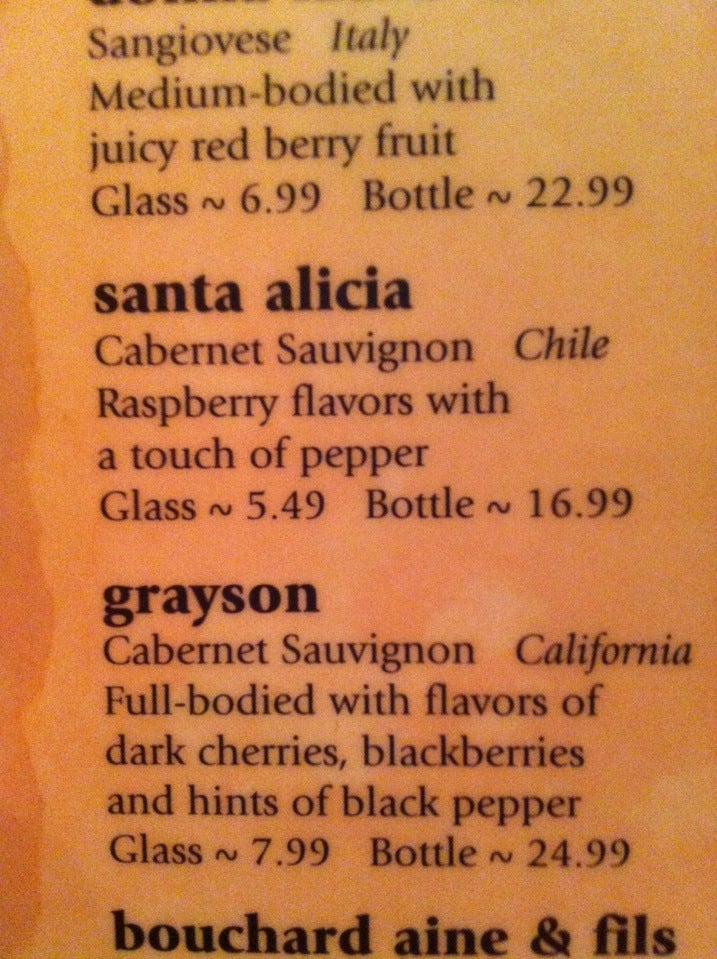 Sangiovese Italy
Medium-bodied with
juicy red berry fruit
Glass ~ 6.99 Bottle ~ 22.99
santa alicia
Cabernet Sauvignon Chile
Raspberry flavors with
a touch of pepper
Glass ~ 5.49 Bottle ~ 16.99
grayson
Cabernet Sauvignon California
Full-bodied with flavors of
dark cherries, blackberries
and hints of black pepper
Glass ~ 7.99 Bottle ~ 24.99
bouchard aine & fils